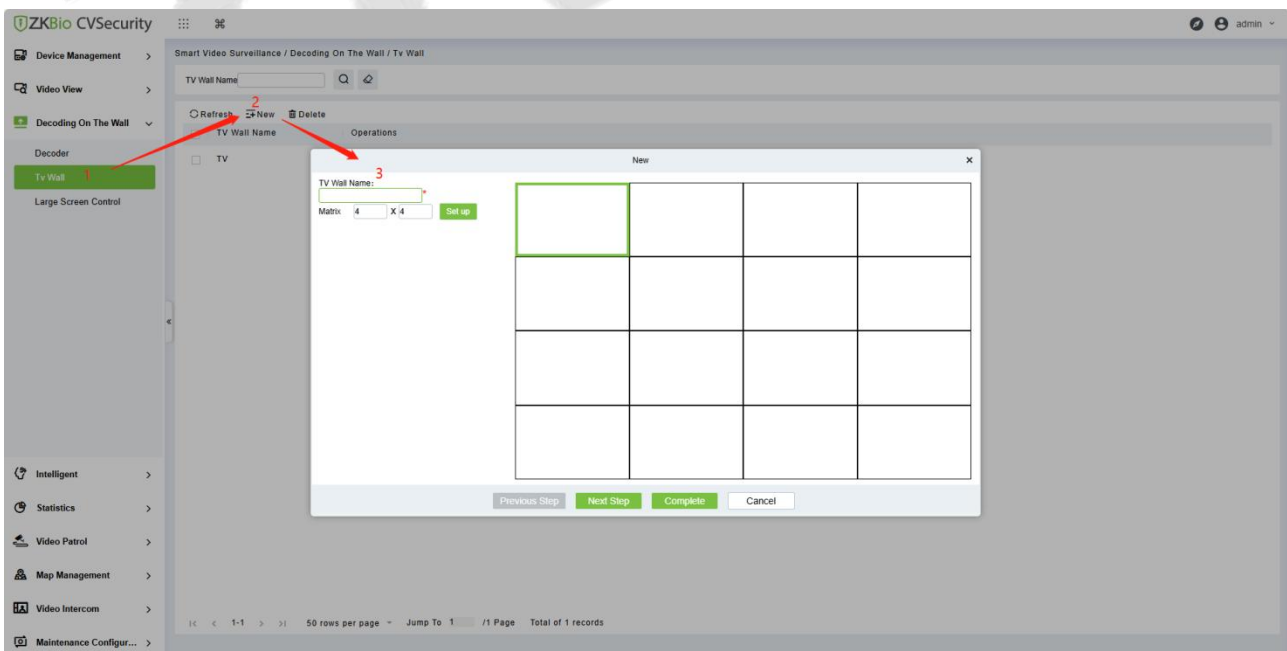 ZKBio CVSecurity
admin
Device Management
Video View
Decoding On The Wall
Decoder
Tv Wall 1
Large Screen Control
Intelligent
Statistics
Video Patrol
Map Management
Video Intercom
Maintenance Configur...
Smart Video Surveillance / Decoding On The Wall / Tv Wall
TV Wall Name
2
Refresh New Delete
TV Wall Name Operations
TV
New
3
TV Wall Name:
*
Matrix 4 X 4 Set up
Previous Step Next Step Complete Cancel
1-1 50 rows per page Jump To 1 /1 Page Total of 1 records